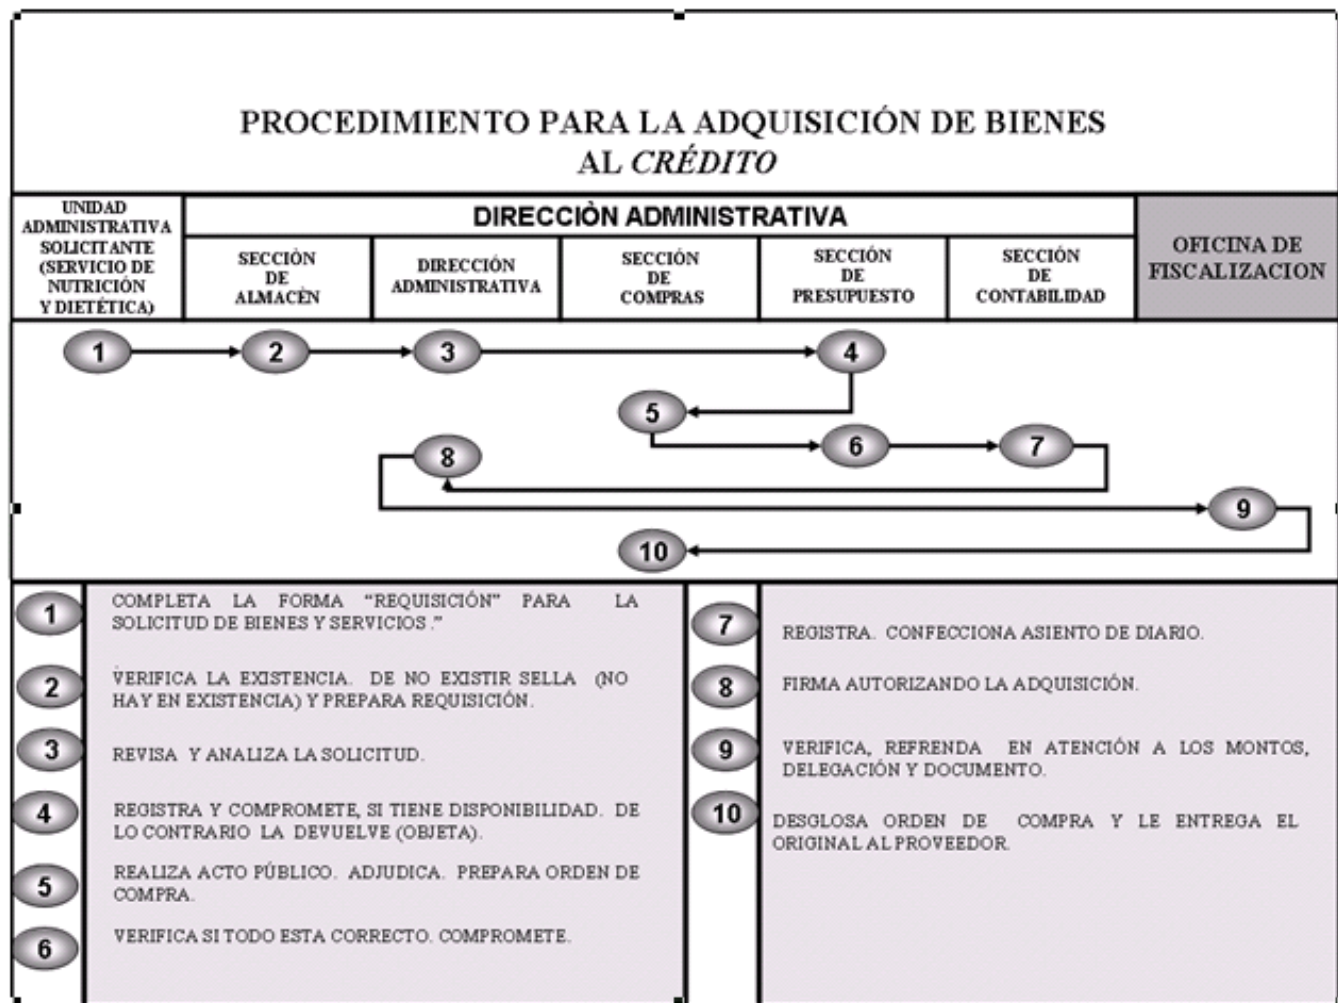 PROCEDIMIENTO PARA LA ADQUISICIÓN DE BIENES
AL CRÉDITO
UNIDAD
ADMINISTRATIVA
SOLICITANTE
(SERVICIO DE
NUTRICIÓN
Y DIETÉTICA)
DIRECCIÒN ADMINISTRATIVA
SECCIÒN
DE
ALMACÈN
DIRECCIÓN
ADMINISTRATIVA
SECCIÓN
DE
COMPRAS
SECCIÓN
DE
PRESUPUESTO
SECCIÓN
DE
CONTABILIDAD
OFICINA DE
FISCALIZACION
1
2
3
4
5
6
7
8
9
10
1
COMPLETA LA FORMA “REQUISICIÓN” PARA LA
SOLICITUD DE BIENES Y SERVICIOS.”
2
VERIFICA LA EXISTENCIA. DE NO EXISTIR SELLA (NO
HAY EN EXISTENCIA) Y PREPARA REQUISICIÓN.
3
REVISA Y ANALIZA LA SOLICITUD.
4
REGISTRA Y COMPROMETE, SI TIENE DISPONIBILIDAD. DE
LO CONTRARIO LA DEVUELVE (OBJETA).
5
REALIZA ACTO PÚBLICO. ADJUDICA. PREPARA ORDEN DE
COMPRA.
6
VERIFICA SI TODO ESTA CORRECTO. COMPROMETE.
7
REGISTRA. CONFECCIONA ASIENTO DE DIARIO.
8
FIRMA AUTORIZANDO LA ADQUISICIÓN.
9
VERIFICA, REFRENDA EN ATENCIÓN A LOS MONTOS,
DELEGACIÓN Y DOCUMENTO.
10
DESGLOSA ORDEN DE COMPRA Y LE ENTREGA EL
ORIGINAL AL PROVEEDOR.